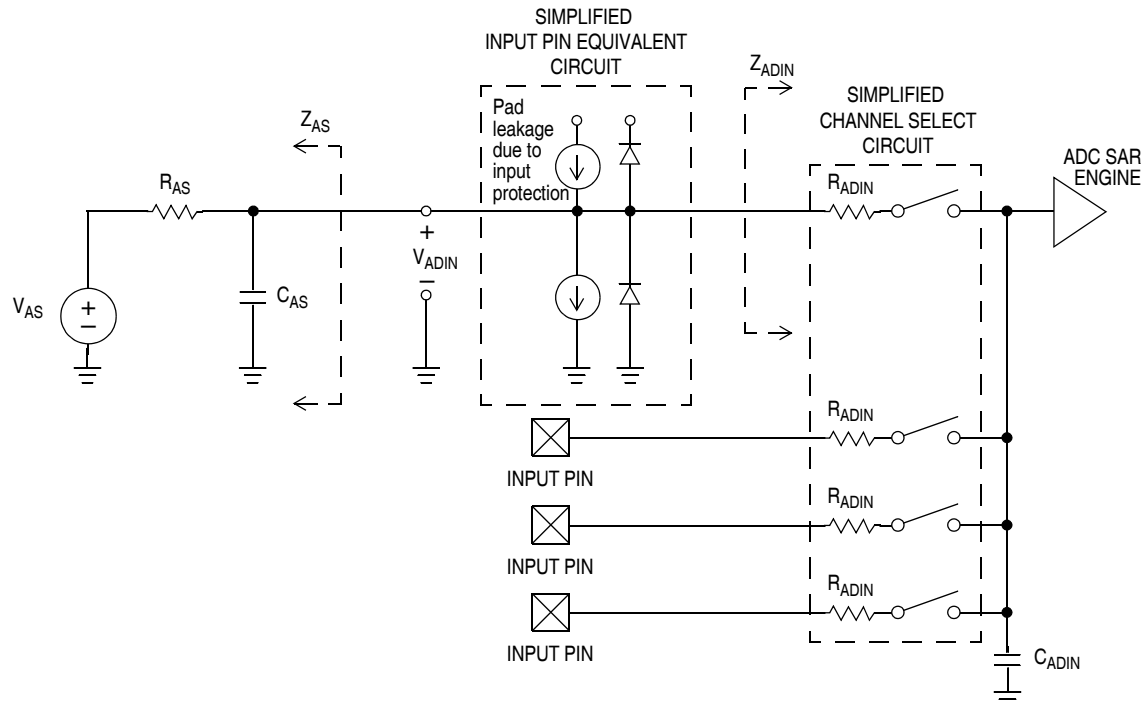 SIMPLIFIED
INPUT PIN EQUIVALENT
CIRCUIT
Pad
leakage
due to
input
protection
Z_ADIN
SIMPLIFIED
CHANNEL SELECT
CIRCUIT
ADC SAR
ENGINE
Z_AS
R_AS
R_ADIN
+
V_ADIN
−
V_AS
+
−
C_AS
R_ADIN
INPUT PIN
R_ADIN
INPUT PIN
R_ADIN
INPUT PIN
C_ADIN